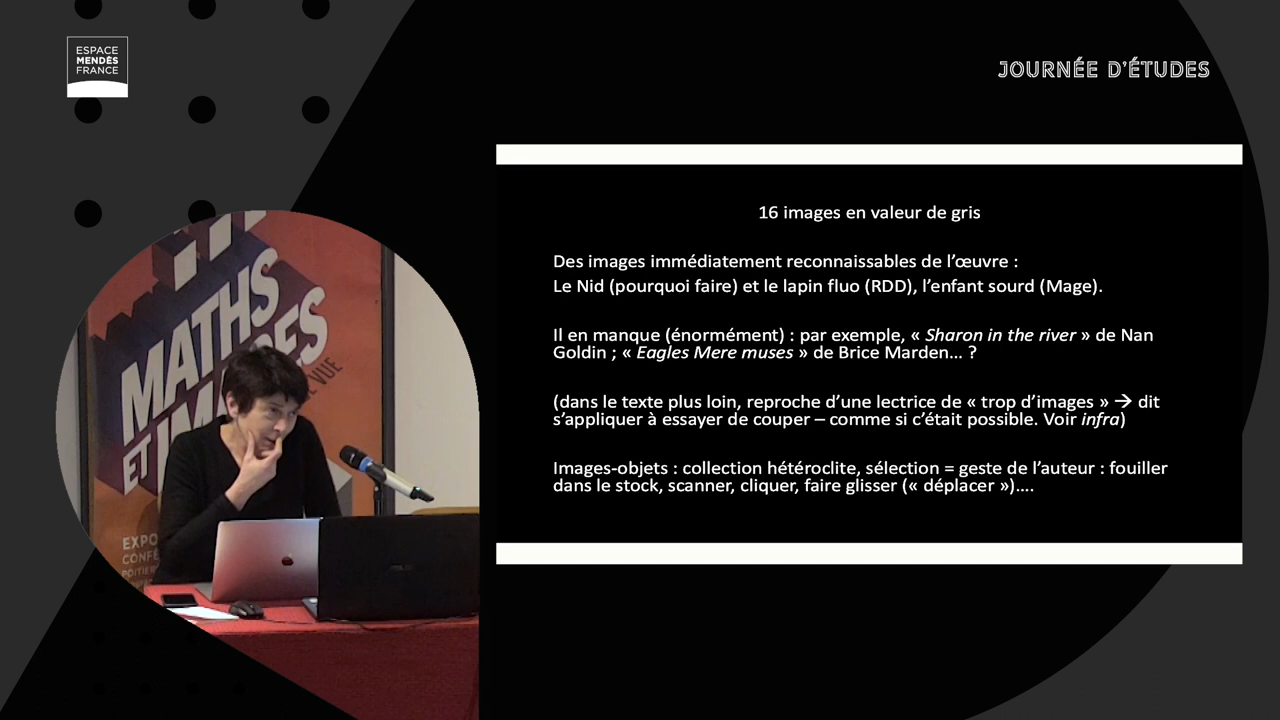 ESPACE
MENDÈS
FRANCE
JOURNÉE D'ÉTUDES
16 images en valeur de gris
Des images immédiatement reconnaissables de l'œuvre :
Le Nid (pourquoi faire) et le lapin fluo (RDD), l'enfant sourd (Mage).
Il en manque (énormément) : par exemple, « Sharon in the river » de Nan
Goldin ; « Eagles Mere muses » de Brice Marden... ?
(dans le texte plus loin, reproche d'une lectrice de « trop d'images » → dit
s'appliquer à essayer de couper – comme si c'était possible. Voir infra)
Images-objets : collection hétéroclite, sélection = geste de l'auteur : fouiller
dans le stock, scanner, cliquer, faire glisser (« déplacer »)....
MATHS
ET
VUE
EXPO
CONFÉ
POITIER